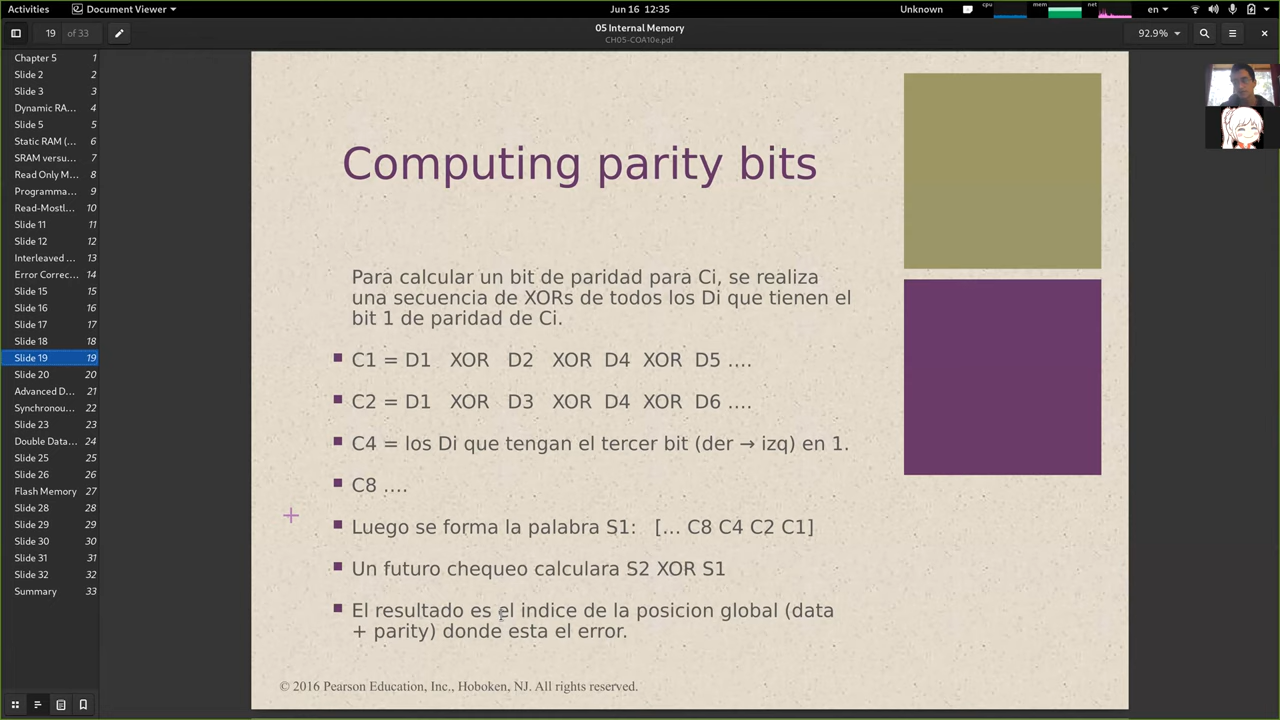 Activities
Document Viewer
Jun 16 12:35
Unknown
cpu
mem
net
en
19 of 33
05 Internal Memory
CH05-COA10e.pdf
92.9%
Chapter 5 1
Slide 2 2
Slide 3 3
Dynamic RA... 4
Slide 5 5
Static RAM (... 6
SRAM versu... 7
Read Only M... 8
Programma... 9
Read-Mostl... 10
Slide 11 11
Slide 12 12
Interleaved ... 13
Error Correc... 14
Slide 15 15
Slide 16 16
Slide 17 17
Slide 18 18
Slide 19 19
Slide 20 20
Advanced D... 21
Synchronou... 22
Slide 23 23
Double Data... 24
Slide 25 25
Slide 26 26
Flash Memory 27
Slide 28 28
Slide 29 29
Slide 30 30
Slide 31 31
Slide 32 32
Summary 33
Computing parity bits
Para calcular un bit de paridad para Ci, se realiza
una secuencia de XORs de todos los Di que tienen el
bit 1 de paridad de Ci.
C1 = D1 XOR D2 XOR D4 XOR D5 ....
C2 = D1 XOR D3 XOR D4 XOR D6 ....
C4 = los Di que tengan el tercer bit (der → izq) en 1.
C8 ....
Luego se forma la palabra S1: [... C8 C4 C2 C1]
Un futuro chequeo calculara S2 XOR S1
El resultado es el indice de la posicion global (data
+ parity) donde esta el error.
© 2016 Pearson Education, Inc., Hoboken, NJ. All rights reserved.